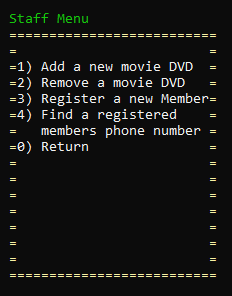 Staff Menu
==========================
=                        =
=1) Add a new movie DVD  =
=2) Remove a movie DVD   =
=3) Register a new Member=
=4) Find a registered    =
=   members phone number =
=0) Return               =
=                        =
=                        =
=                        =
=                        =
=                        =
=                        =
=                        =
==========================